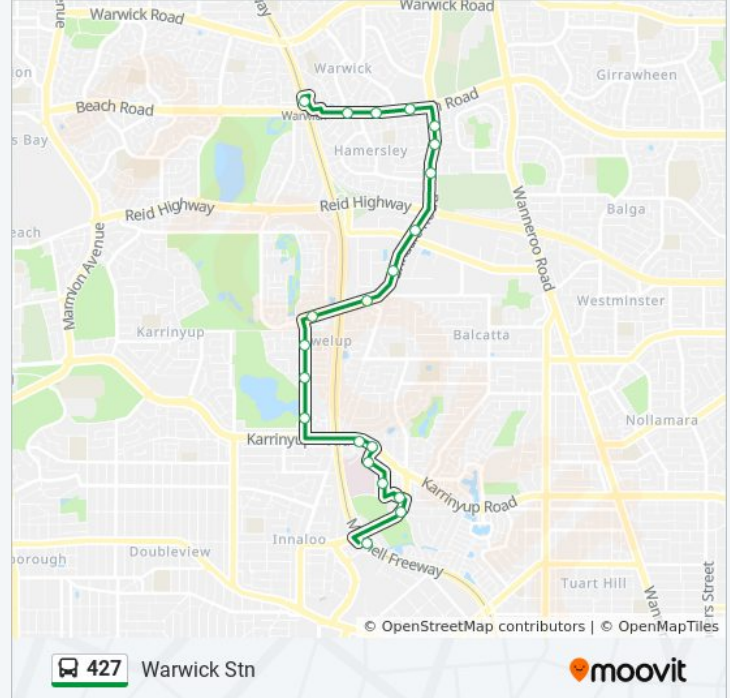 Warwick Road
Warwick Road
Warwick
Girrawheen
Beach Road
Road
Hamersley
Reid Highway
Reid Highway
Wanneroo Road
Balga
Marmion Avenue
Westminster
Karrinyup
Balcatta
Nollamara
Karrinyup Road
Innaloo
Doubleview
Tuart Hill
© OpenStreetMap contributors | © OpenMapTiles
427 Warwick Stn
moovit